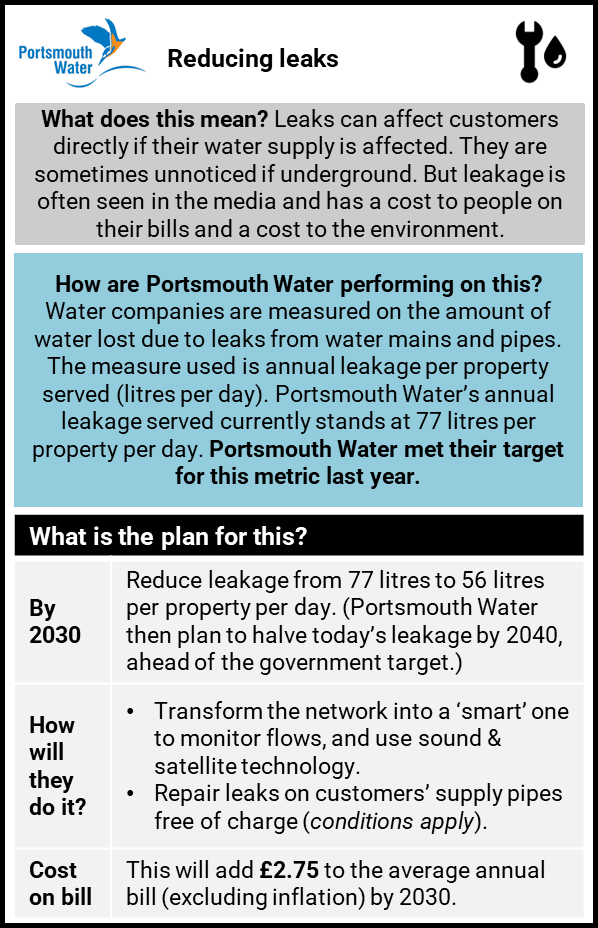 Portsmouth
Water
Reducing leaks
What does this mean? Leaks can affect customers
directly if their water supply is affected. They are
sometimes unnoticed if underground. But leakage is
often seen in the media and has a cost to people on
their bills and a cost to the environment.
How are Portsmouth Water performing on this?
Water companies are measured on the amount of
water lost due to leaks from water mains and pipes.
The measure used is annual leakage per property
served (litres per day). Portsmouth Water’s annual
leakage served currently stands at 77 litres per
property per day. Portsmouth Water met their target
for this metric last year.
What is the plan for this?
By
2030
Reduce leakage from 77 litres to 56 litres
per property per day. (Portsmouth Water
then plan to halve today’s leakage by 2040,
ahead of the government target.)
How
will
they
do it?
• Transform the network into a ‘smart’ one
to monitor flows, and use sound &
satellite technology.
• Repair leaks on customers’ supply pipes
free of charge (conditions apply).
Cost
on bill
This will add £2.75 to the average annual
bill (excluding inflation) by 2030.